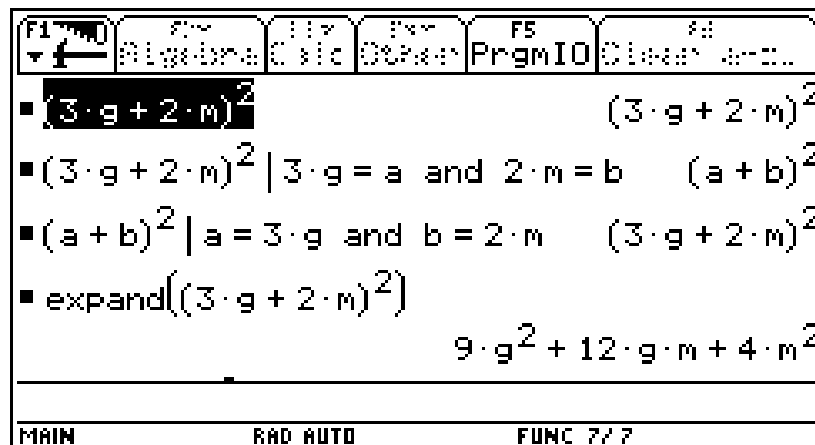 F1 F5 PrgmIO
▪(3·g + 2·m)² (3·g + 2·m)²
▪(3·g + 2·m)² | 3·g = a and 2·m = b (a + b)²
▪(a + b)² | a = 3·g and b = 2·m (3·g + 2·m)²
▪expand((3·g + 2·m)²)
9·g² + 12·g·m + 4·m²
MAIN RAD AUTO FUNC 7/7